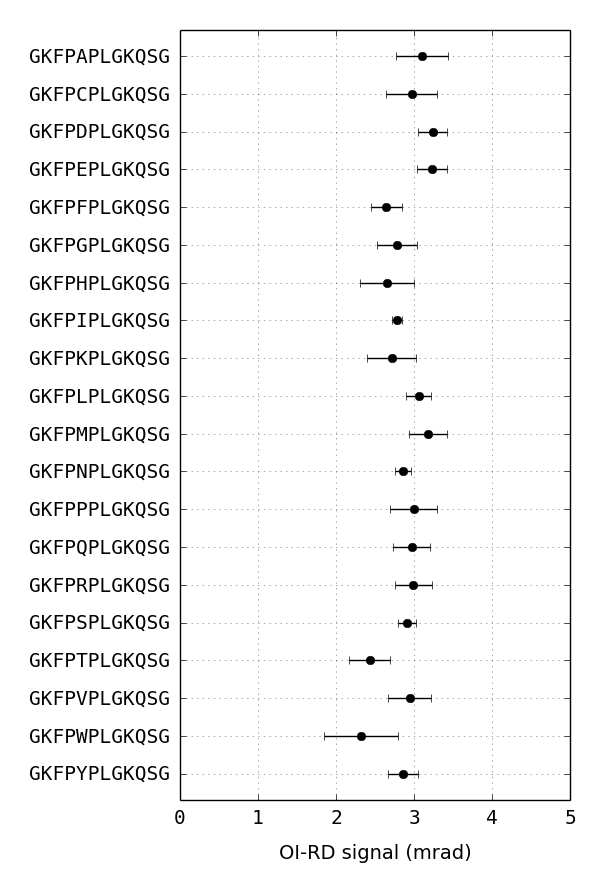 GKFPAPLGKQSG
GKFPCPLGKQSG
GKFPDPLGKQSG
GKFPEPLGKQSG
GKFPFPLGKQSG
GKFPGPLGKQSG
GKFPHPLGKQSG
GKFPIPLGKQSG
GKFPKPLGKQSG
GKFPLPLGKQSG
GKFPMPLGKQSG
GKFPNPLGKQSG
GKFPPPLGKQSG
GKFPQPLGKQSG
GKFPRPLGKQSG
GKFPSPLGKQSG
GKFPTPLGKQSG
GKFPVPLGKQSG
GKFPWPLGKQSG
GKFPYPLGKQSG
0 1 2 3 4 5
OI-RD signal (mrad)